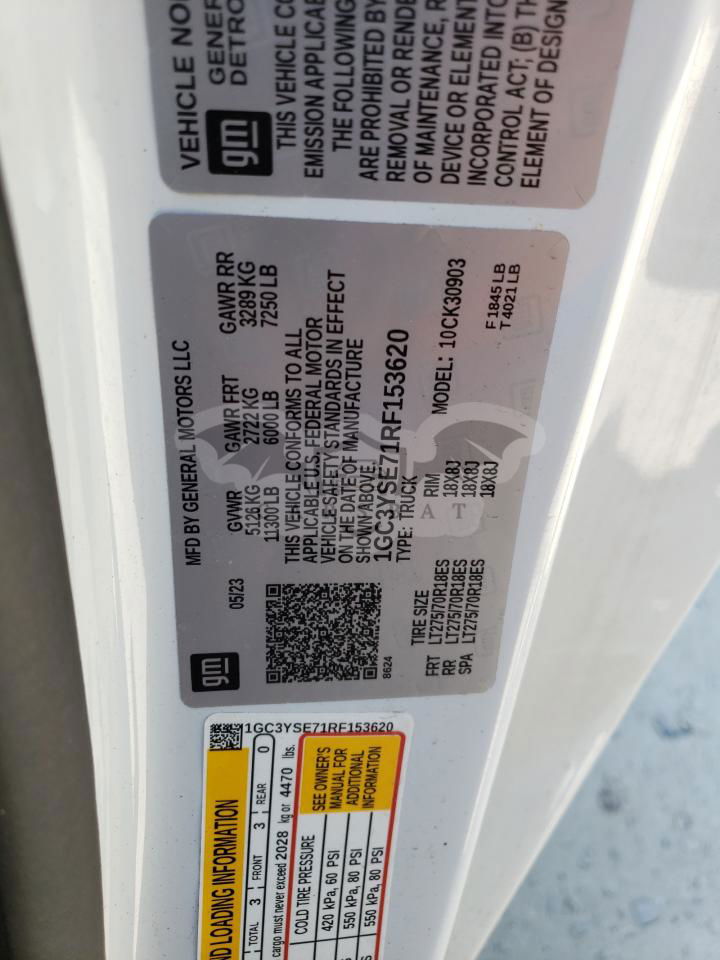 VEHICLE
GENER
DETRO
gm
THIS VEHICLE
EMISSION
THE FOLLOWING
ARE PROHIBITED BY
REMOVAL OR RENDE
OF MAINTENANCE, R
DEVICE OR ELEMENT
INCORPORATED INTO
CONTROL ACT; (B) TH
ELEMENT OF DESIGN
MFD BY GENERAL MOTORS LLC
05/23
GVWR GAWR FRT GAWR RR
5126 KG 2722 KG 3289 KG
11300 LB 6000 LB 7250 LB
THIS VEHICLE CONFORMS TO ALL
APPLICABLE U.S. FEDERAL MOTOR
VEHICLE SAFETY STANDARDS IN EFFECT
ON THE DATE OF MANUFACTURE
SHOWN ABOVE.
1GC3YSE71RF153620
TYPE: TRUCK MODEL: 10CK30903
gm
8624
TIRE SIZE RIM
FRT LT275/70R18ES 18X8J
RR LT275/70R18ES 18X8J
SPA LT275/70R18ES 18X8J
F 1845 LB
T 4021 LB
BAT
1GC3YSE71RF153620
ND LOADING INFORMATION
TOTAL 3 FRONT 3 REAR 0
cargo must never exceed 2028 kg or 4470 lbs.
COLD TIRE PRESSURE
420 kPa, 60 PSI
550 kPa, 80 PSI
550 kPa, 80 PSI
SEE OWNER'S
MANUAL FOR
ADDITIONAL
INFORMATION